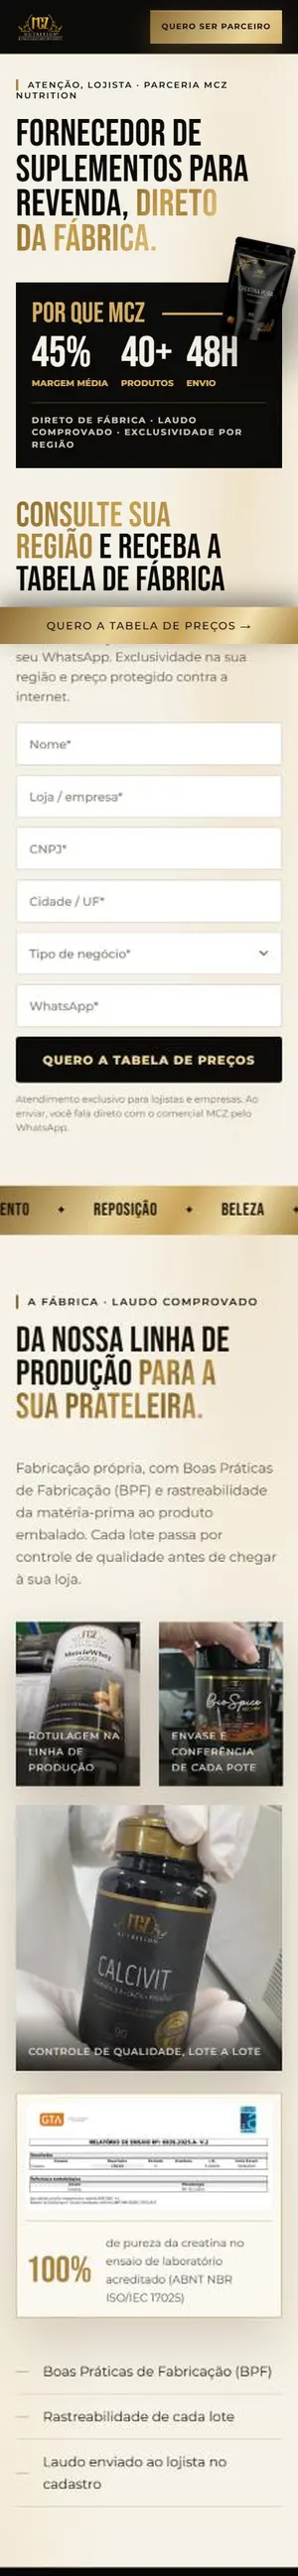 MCZ
NUTRITION
QUERO SER PARCEIRO
ATENÇÃO, LOJISTA · PARCERIA MCZ
NUTRITION
FORNECEDOR DE
SUPLEMENTOS PARA
REVENDA, DIRETO
DA FÁBRICA.
POR QUE MCZ
45%
40+
48H
MARGEM MÉDIA
PRODUTOS
ENVIO
DIRETO DE FÁBRICA · LAUDO
COMPROVADO · EXCLUSIVIDADE POR
REGIÃO
CONSULTE SUA
REGIÃO E RECEBA A
TABELA DE FÁBRICA
QUERO A TABELA DE PREÇOS →
seu WhatsApp. Exclusividade na sua
região e preço protegido contra a
internet.
Nome*
Loja / empresa*
CNPJ*
Cidade / UF*
Tipo de negócio*
WhatsApp*
QUERO A TABELA DE PREÇOS
Atendimento exclusivo para lojistas e empresas. Ao
enviar, você fala direto com o comercial MCZ pelo
WhatsApp.
ENTO
REPOSIÇÃO
BELEZA
A FÁBRICA · LAUDO COMPROVADO
DA NOSSA LINHA DE
PRODUÇÃO PARA A
SUA PRATELEIRA.
Fabricação própria, com Boas Práticas
de Fabricação (BPF) e rastreabilidade
da matéria-prima ao produto
embalado. Cada lote passa por
controle de qualidade antes de chegar
à sua loja.
MuscleWhey
GOLD
ROTULAGEM NA
LINHA DE
PRODUÇÃO
BioSpice
ENVASE E
CONFERÊNCIA
DE CADA POTE
MCZ
NUTRITION
CALCIVIT
90
CONTROLE DE QUALIDADE, LOTE A LOTE
GTA
100%
de pureza da creatina no
ensaio de laboratório
acreditado (ABNT NBR
ISO/IEC 17025)
Boas Práticas de Fabricação (BPF)
Rastreabilidade de cada lote
Laudo enviado ao lojista no
cadastro